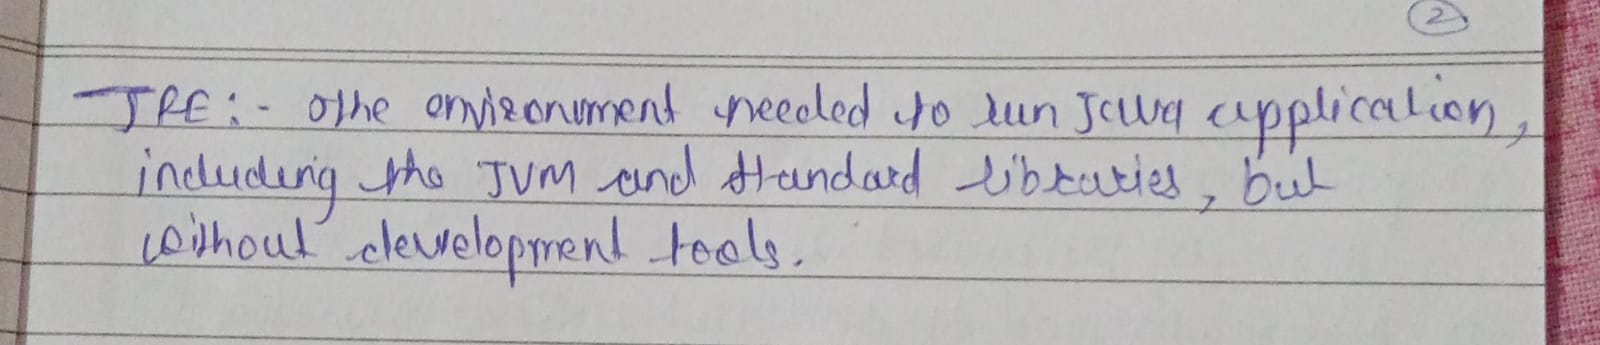 2
JRE:- The environment needed to run Java application,
including the JVM and standard libraries, but
without development tools.